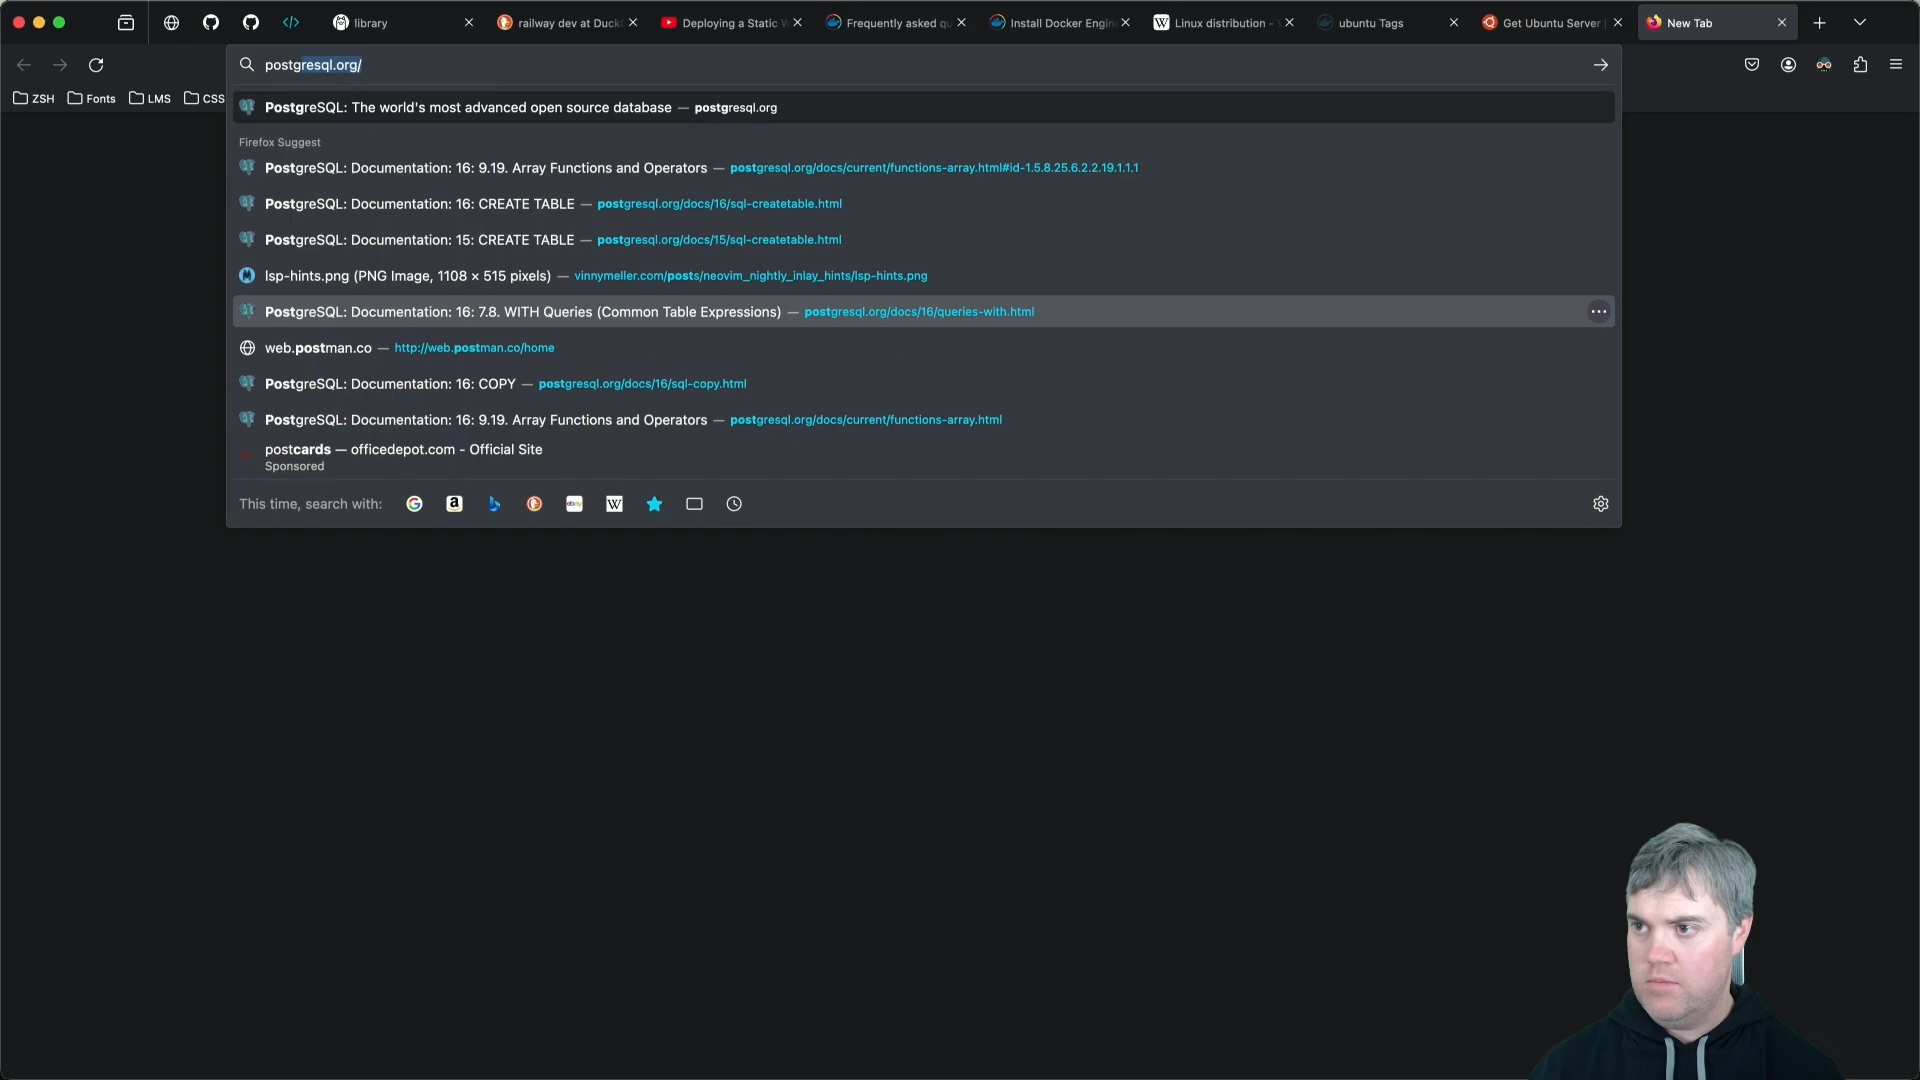 library
railway dev at Duck
Deploying a Static W
Frequently asked qu
Install Docker Engin
Linux distribution -
ubuntu Tags
Get Ubuntu Server |
New Tab
postgresql.org/
ZSH
Fonts
LMS
CSS
PostgreSQL: The world's most advanced open source database — postgresql.org
Firefox Suggest
PostgreSQL: Documentation: 16: 9.19. Array Functions and Operators — postgresql.org/docs/current/functions-array.html#id-1.5.8.25.6.2.2.19.1.1.1
PostgreSQL: Documentation: 16: CREATE TABLE — postgresql.org/docs/16/sql-createtable.html
PostgreSQL: Documentation: 15: CREATE TABLE — postgresql.org/docs/15/sql-createtable.html
lsp-hints.png (PNG Image, 1108 × 515 pixels) — vinnymeller.com/posts/neovim_nightly_inlay_hints/lsp-hints.png
PostgreSQL: Documentation: 16: 7.8. WITH Queries (Common Table Expressions) — postgresql.org/docs/16/queries-with.html
web.postman.co — http://web.postman.co/home
PostgreSQL: Documentation: 16: COPY — postgresql.org/docs/16/sql-copy.html
PostgreSQL: Documentation: 16: 9.19. Array Functions and Operators — postgresql.org/docs/current/functions-array.html
postcards — officedepot.com - Official Site
Sponsored
This time, search with: